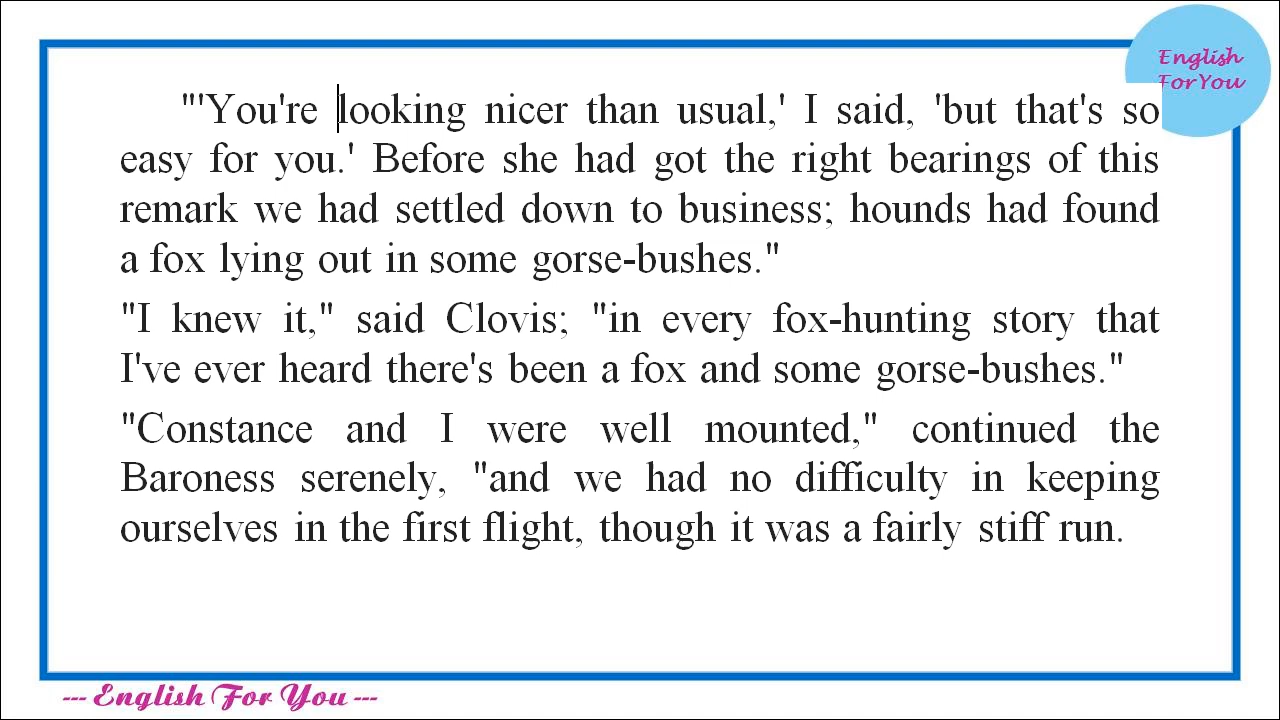 English
ForYou
"'You're looking nicer than usual,' I said, 'but that's so
easy for you.' Before she had got the right bearings of this
remark we had settled down to business; hounds had found
a fox lying out in some gorse-bushes."
"I knew it," said Clovis; "in every fox-hunting story that
I've ever heard there's been a fox and some gorse-bushes."
"Constance and I were well mounted," continued the
Baroness serenely, "and we had no difficulty in keeping
ourselves in the first flight, though it was a fairly stiff run.
--- English For You ---